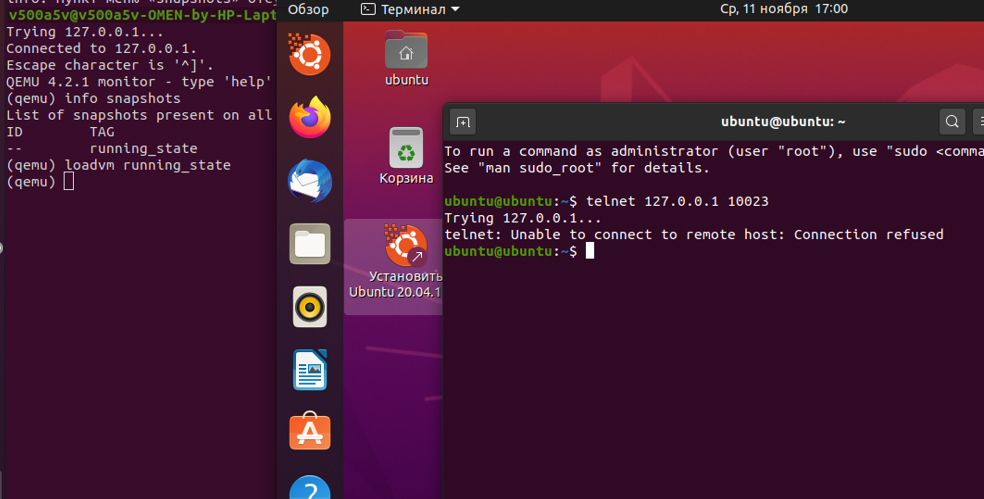 v500a5v@v500a5v-OMEN-by-HP-Lapt
Trying 127.0.0.1...
Connected to 127.0.0.1.
Escape character is '^]'.
QEMU 4.2.1 monitor - type 'help'
(qemu) info snapshots
List of snapshots present on all
ID TAG
-- running_state
(qemu) loadvm running_state
(qemu)
Обзор
Терминал
Ср, 11 ноября 17:00
ubuntu
Корзина
Установить
Ubuntu 20.04.1
ubuntu@ubuntu: ~
To run a command as administrator (user "root"), use "sudo <comma
See "man sudo_root" for details.
ubuntu@ubuntu:~$ telnet 127.0.0.1 10023
Trying 127.0.0.1...
telnet: Unable to connect to remote host: Connection refused
ubuntu@ubuntu:~$